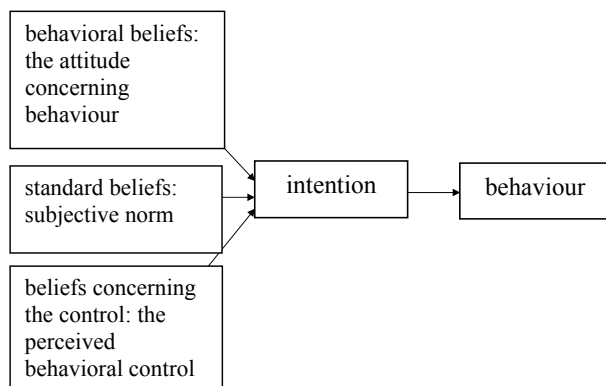 behavioral beliefs:
the attitude
concerning
behaviour
standard beliefs:
subjective norm
beliefs concerning
the control: the
perceived
behavioral control
intention
behaviour